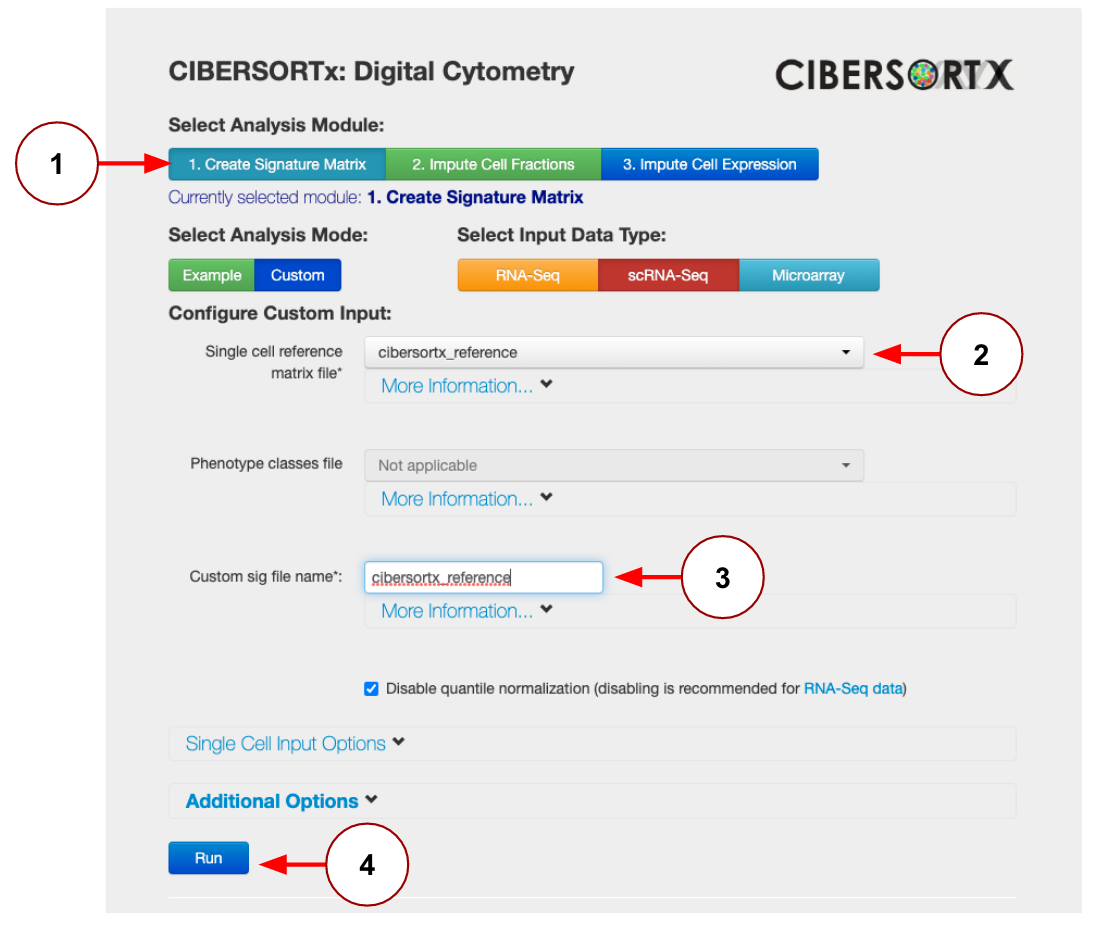 CIBERSORTx: Digital Cytometry
CIBERSORTX
Select Analysis Module:
1
1. Create Signature Matrix
2. Impute Cell Fractions
3. Impute Cell Expression
Currently selected module: 1. Create Signature Matrix
Select Analysis Mode:
Select Input Data Type:
Example
Custom
RNA-Seq
scRNA-Seq
Microarray
Configure Custom Input:
Single cell reference
matrix file*
cibersortx_reference
2
More Information...
Phenotype classes file
Not applicable
More Information...
Custom sig file name*:
cibersortx_reference
3
More Information...
Disable quantile normalization (disabling is recommended for RNA-Seq data)
Single Cell Input Options
Additional Options
Run
4